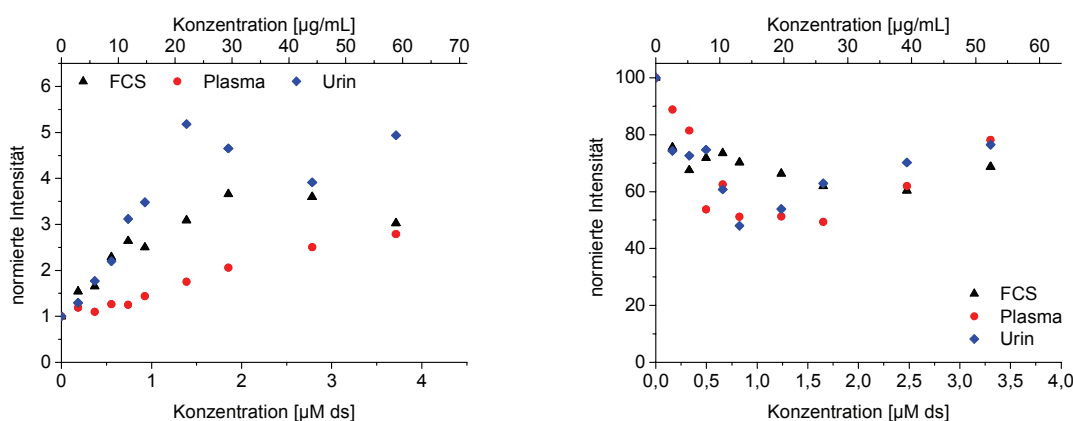 Konzentration [µg/mL]
0 10 20 30 40 50 60 70
FCS Plasma Urin
6
5
4
3
2
1
0
normierte Intensität
0 1 2 3 4
Konzentration [µM ds]
Konzentration [µg/mL]
0 10 20 30 40 50 60
100
80
60
40
20
0
normierte Intensität
FCS
Plasma
Urin
0,0 0,5 1,0 1,5 2,0 2,5 3,0 3,5 4,0
Konzentration [µM ds]